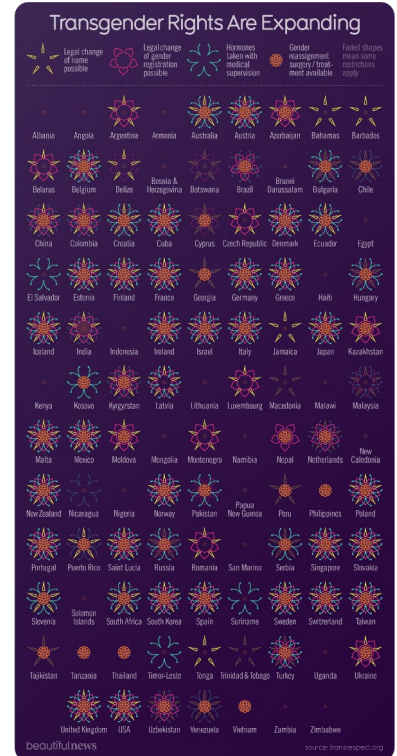 Transgender Rights Are Expanding
Legal change
of name
possible
Legal change
of gender
registration
possible
Hormones
taken with
medical
supervision
Gender
reassignment
surgery / treat-
ment available
Faded shapes
mean some
restrictions
apply
Albania Angola Argentina Armenia Australia Austria Azerbaijan Bahamas Barbados
Belarus Belgium Belize Bosnia &
Herzegovina Botswana Brazil Brunei
Darussalam Bulgaria Chile
China Colombia Croatia Cuba Cyprus Czech Republic Denmark Ecuador Egypt
El Salvador Estonia Finland France Georgia Germany Greece Haiti Hungary
Iceland India Indonesia Ireland Israel Italy Jamaica Japan Kazakhstan
Kenya Kosovo Kyrgyzstan Latvia Lithuania Luxembourg Macedonia Malawi Malaysia
Malta Mexico Moldova Mongolia Montenegro Namibia Nepal Netherlands New
Caledonia
New Zealand Nicaragua Nigeria Norway Pakistan Papua
New Guinea Peru Philippines Poland
Portugal Puerto Rico Saint Lucia Russia Romania San Marino Serbia Singapore Slovakia
Slovenia Solomon
Islands South Africa South Korea Spain Suriname Sweden Switzerland Taiwan
Tajikistan Tanzania Thailand Timor-Leste Tonga Trinidad & Tobago Turkey Uganda Ukraine
United Kingdom USA Uzbekistan Venezuela Vietnam Zambia Zimbabwe
beautifulnews
source: transrespect.org